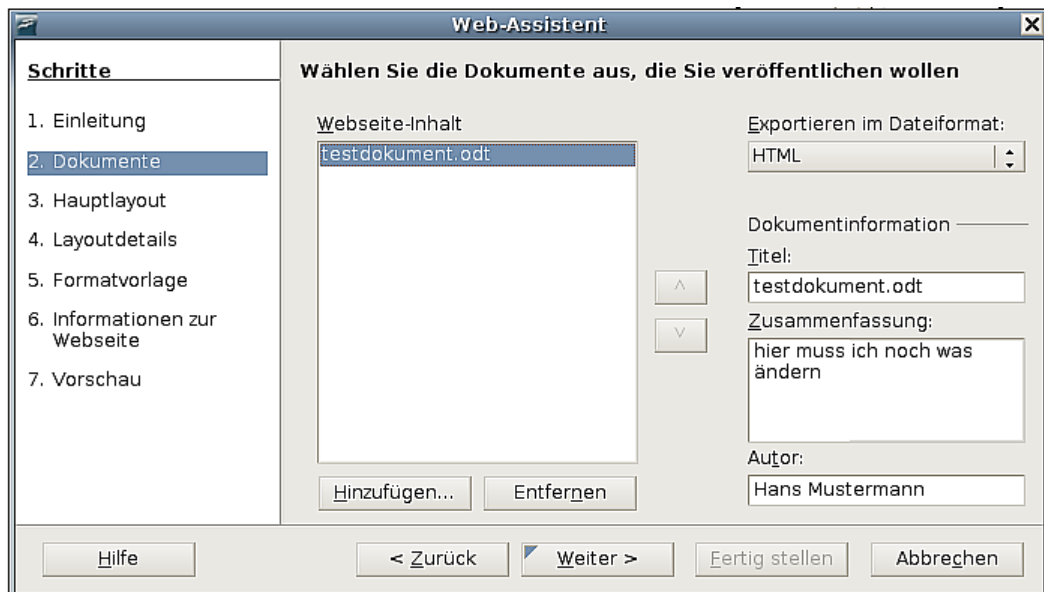 Web-Assistent
Schritte
1. Einleitung
2. Dokumente
3. Hauptlayout
4. Layoutdetails
5. Formatvorlage
6. Informationen zur
Webseite
7. Vorschau
Wählen Sie die Dokumente aus, die Sie veröffentlichen wollen
Webseite-Inhalt
testdokument.odt
Hinzufügen...
Entfernen
Exportieren im Dateiformat:
HTML
Dokumentinformation
Titel:
testdokument.odt
Zusammenfassung:
hier muss ich noch was
ändern
Autor:
Hans Mustermann
Hilfe
< Zurück
Weiter >
Fertig stellen
Abbrechen